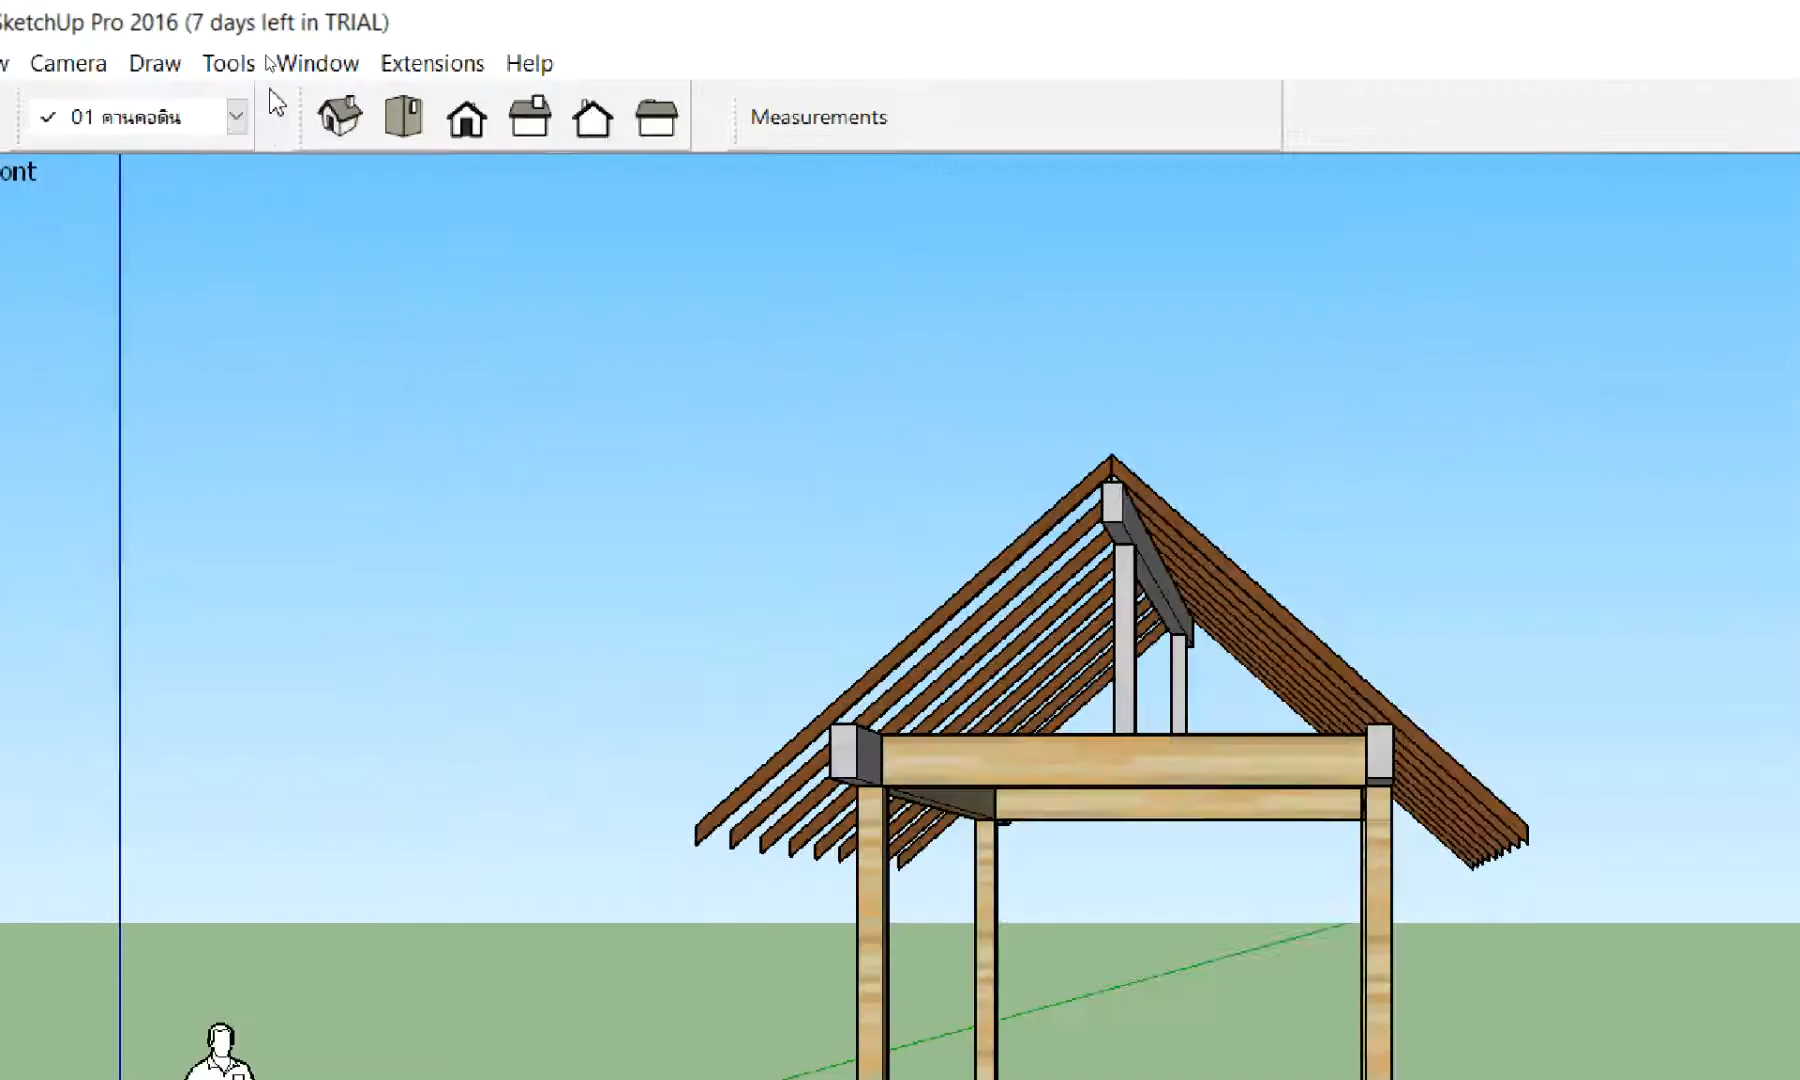 SketchUp Pro 2016 (7 days left in TRIAL)
Camera Draw Tools Window Extensions Help
01 คานคอดิน
Measurements
ont